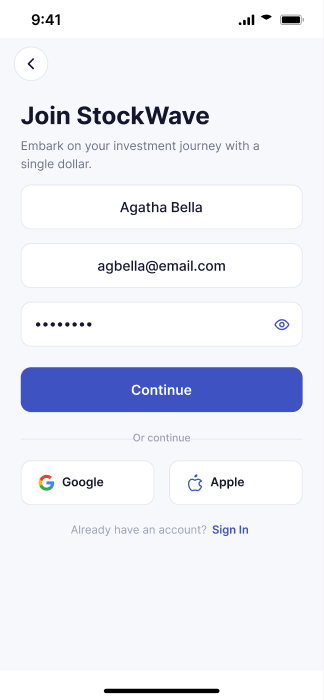 9:41
Join StockWave
Embark on your investment journey with a
single dollar.
Agatha Bella
agbella@email.com
••••••••
Continue
Or continue
Google
Apple
Already have an account? Sign In